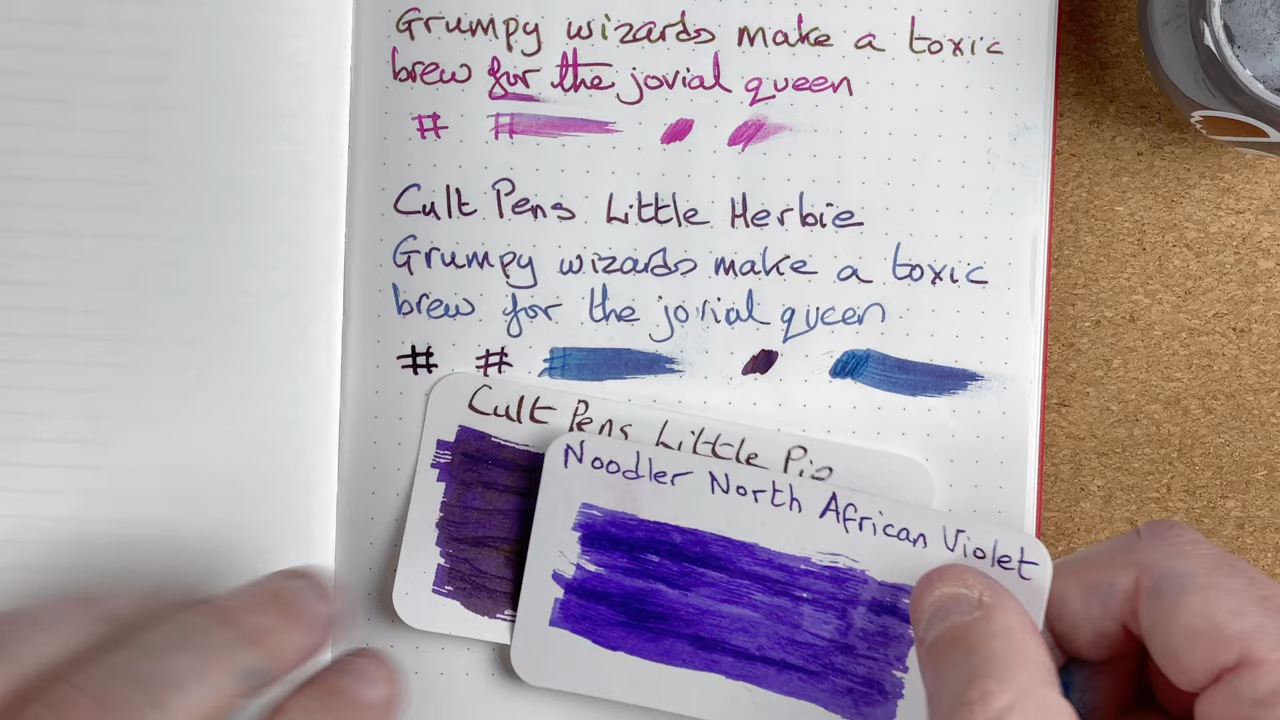 Grumpy wizards make a toxic
brew for the jovial queen
# #
Cult Pens Little Herbie
Grumpy wizards make a toxic
brew for the jovial queen
# #
Cult Pens Little
Noodler North African Violet